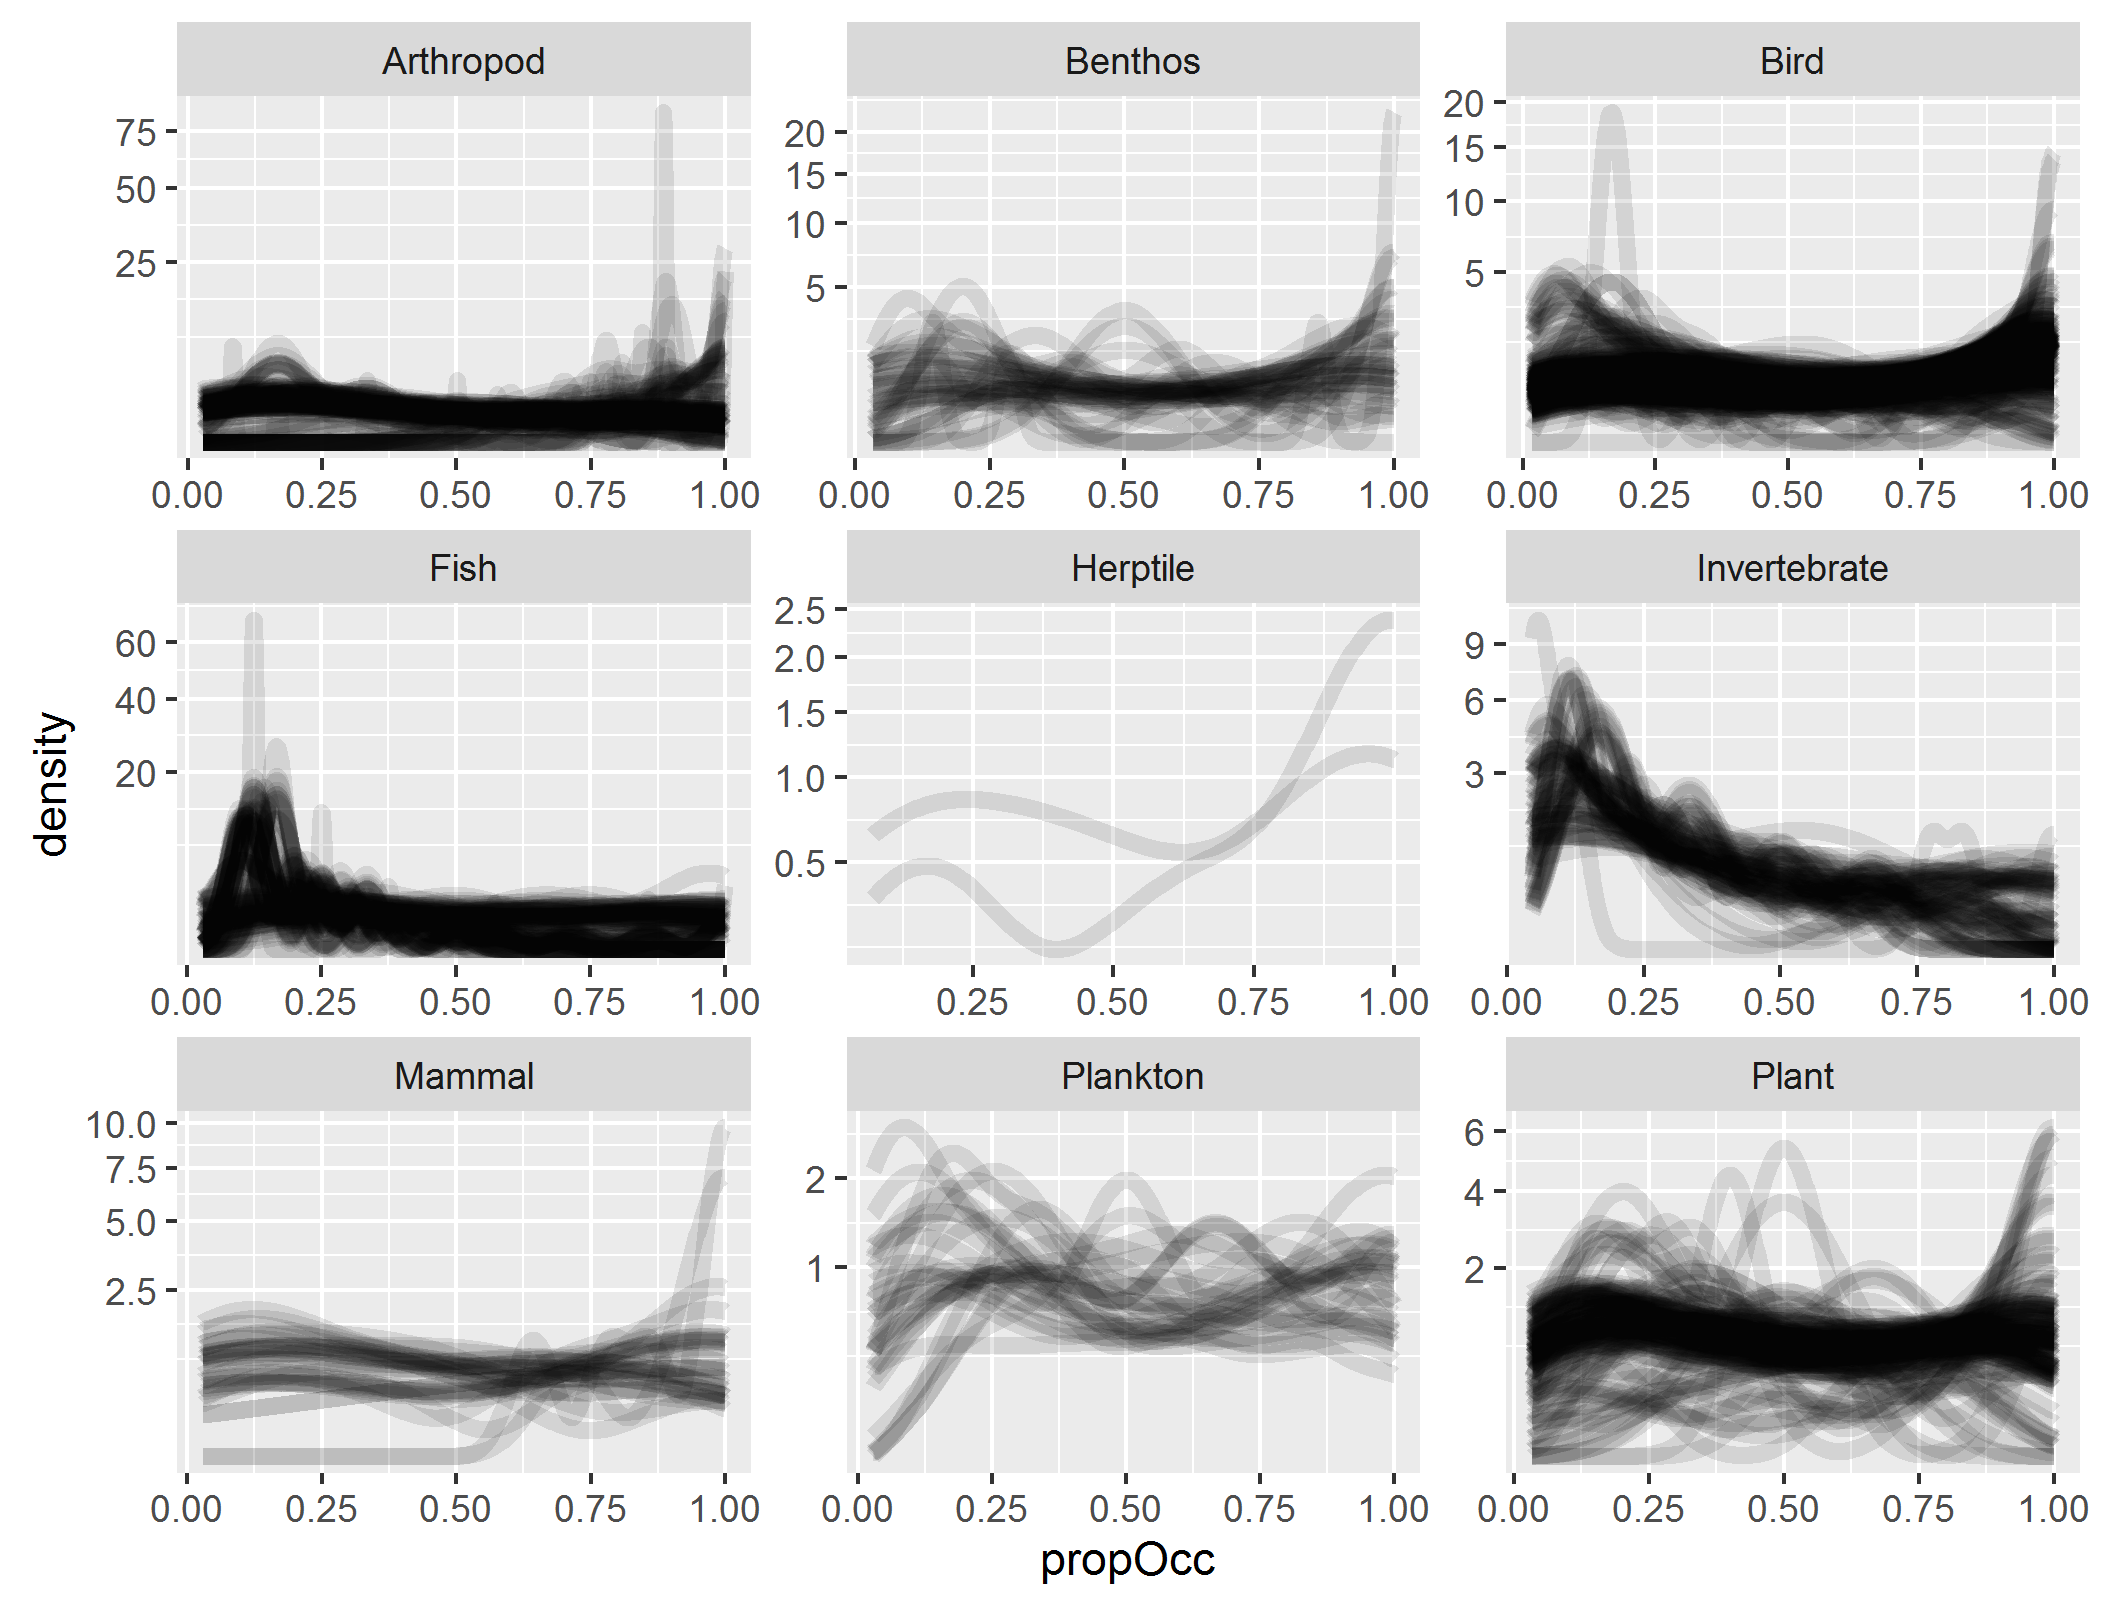 Arthropod Benthos Bird
75 50 25
20 15 10 5
20 15 10 5
0.00 0.25 0.50 0.75 1.00 0.00 0.25 0.50 0.75 1.00 0.00 0.25 0.50 0.75 1.00
Fish Herptile Invertebrate
60 40 20
2.5 2.0 1.5 1.0 0.5
9 6 3
0.00 0.25 0.50 0.75 1.00 0.25 0.50 0.75 1.00 0.00 0.25 0.50 0.75 1.00
Mammal Plankton Plant
10.0 7.5 5.0 2.5
2 1
6 4 2
0.00 0.25 0.50 0.75 1.00 0.00 0.25 0.50 0.75 1.00 0.00 0.25 0.50 0.75 1.00
density
propOcc